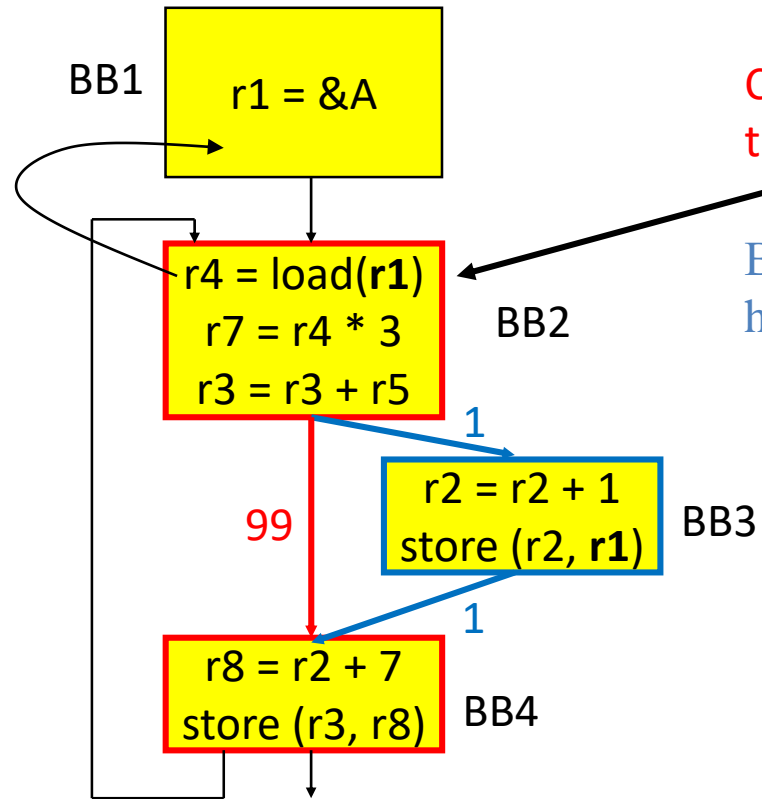 BB1
r1 = &A
r4 = load(r1)
r7 = r4 * 3
r3 = r3 + r5
BB2
1
99
r2 = r2 + 1
store (r2, r1)
BB3
1
r8 = r2 + 7
store (r3, r8)
BB4